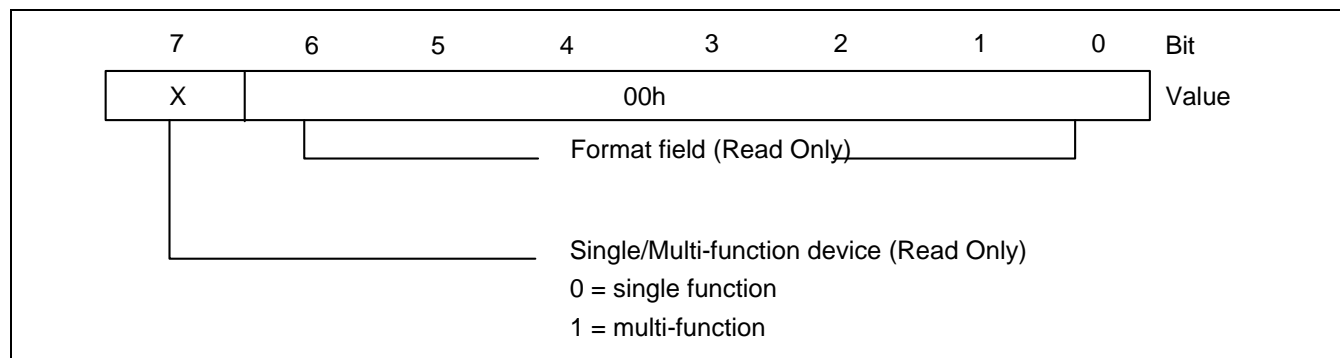 7 6 5 4 3 2 1 0 Bit
X 00h Value
Format field (Read Only)
Single/Multi-function device (Read Only)
0 = single function
1 = multi-function